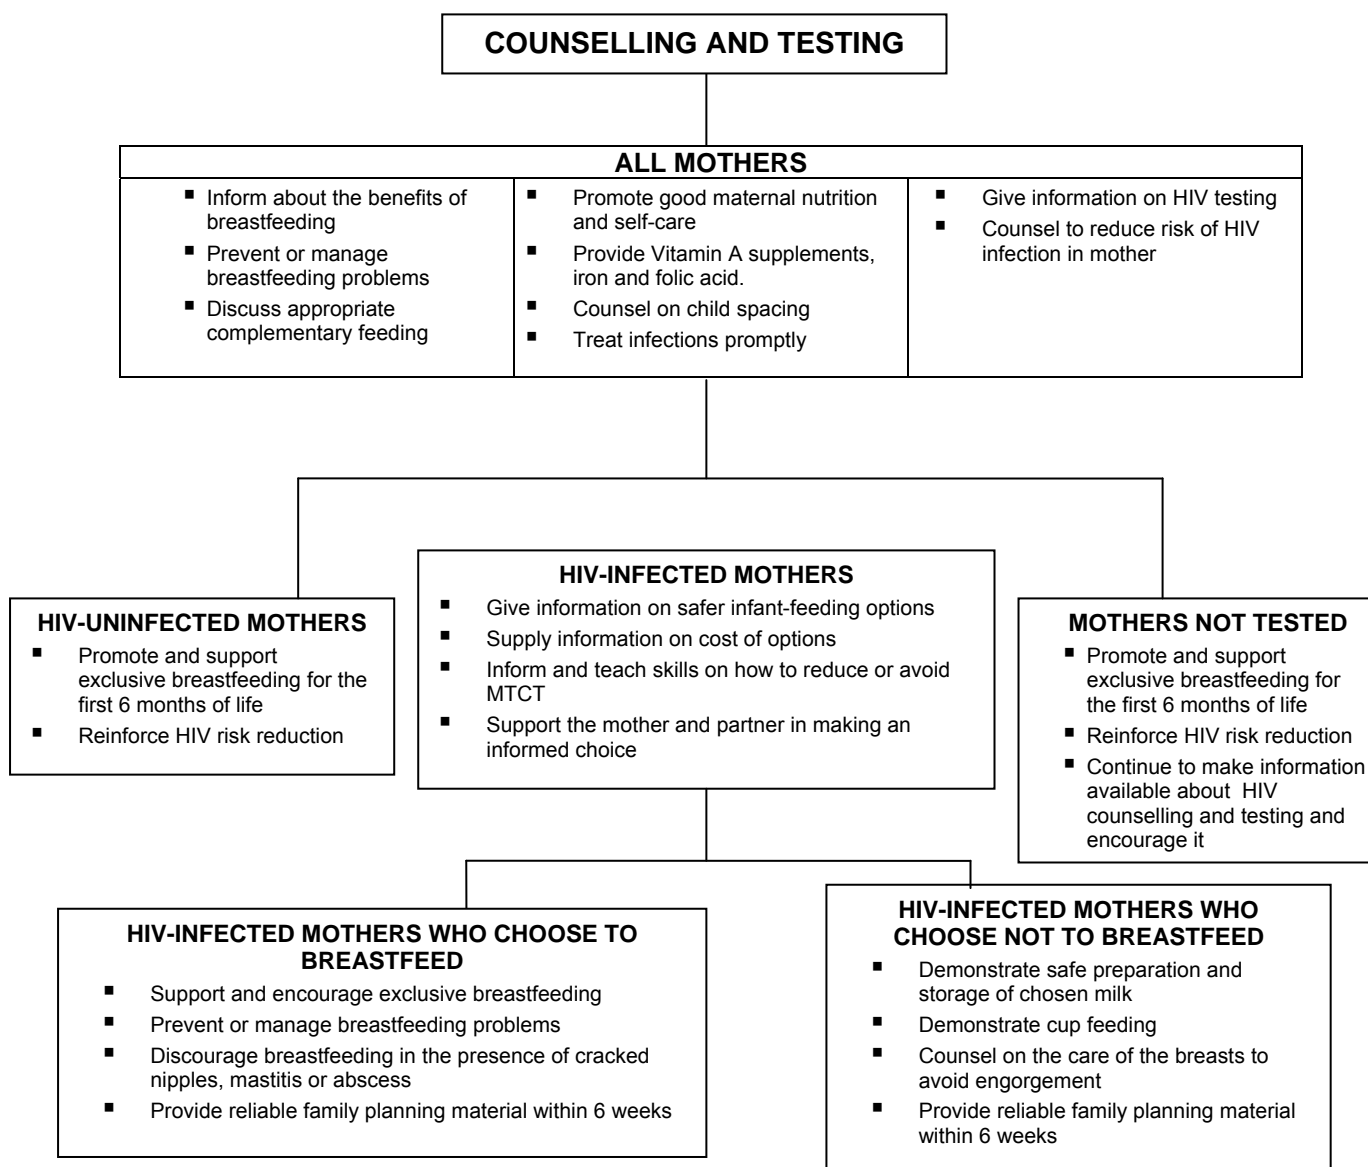 COUNSELLING AND TESTING
ALL MOTHERS
▪ Inform about the benefits of
breastfeeding
▪ Prevent or manage
breastfeeding problems
▪ Discuss appropriate
complementary feeding
▪ Promote good maternal nutrition
and self-care
▪ Provide Vitamin A supplements,
iron and folic acid.
▪ Counsel on child spacing
▪ Treat infections promptly
▪ Give information on HIV testing
▪ Counsel to reduce risk of HIV
infection in mother
HIV-UNINFECTED MOTHERS
▪ Promote and support
exclusive breastfeeding for the
first 6 months of life
▪ Reinforce HIV risk reduction
HIV-INFECTED MOTHERS
▪ Give information on safer infant-feeding options
▪ Supply information on cost of options
▪ Inform and teach skills on how to reduce or avoid
MTCT
▪ Support the mother and partner in making an
informed choice
MOTHERS NOT TESTED
▪ Promote and support
exclusive breastfeeding for
the first 6 months of life
▪ Reinforce HIV risk reduction
▪ Continue to make information
available about HIV
counselling and testing and
encourage it
HIV-INFECTED MOTHERS WHO CHOOSE TO
BREASTFEED
▪ Support and encourage exclusive breastfeeding
▪ Prevent or manage breastfeeding problems
▪ Discourage breastfeeding in the presence of cracked
nipples, mastitis or abscess
▪ Provide reliable family planning material within 6 weeks
HIV-INFECTED MOTHERS WHO
CHOOSE NOT TO BREASTFEED
▪ Demonstrate safe preparation and
storage of chosen milk
▪ Demonstrate cup feeding
▪ Counsel on the care of the breasts to
avoid engorgement
▪ Provide reliable family planning material
within 6 weeks